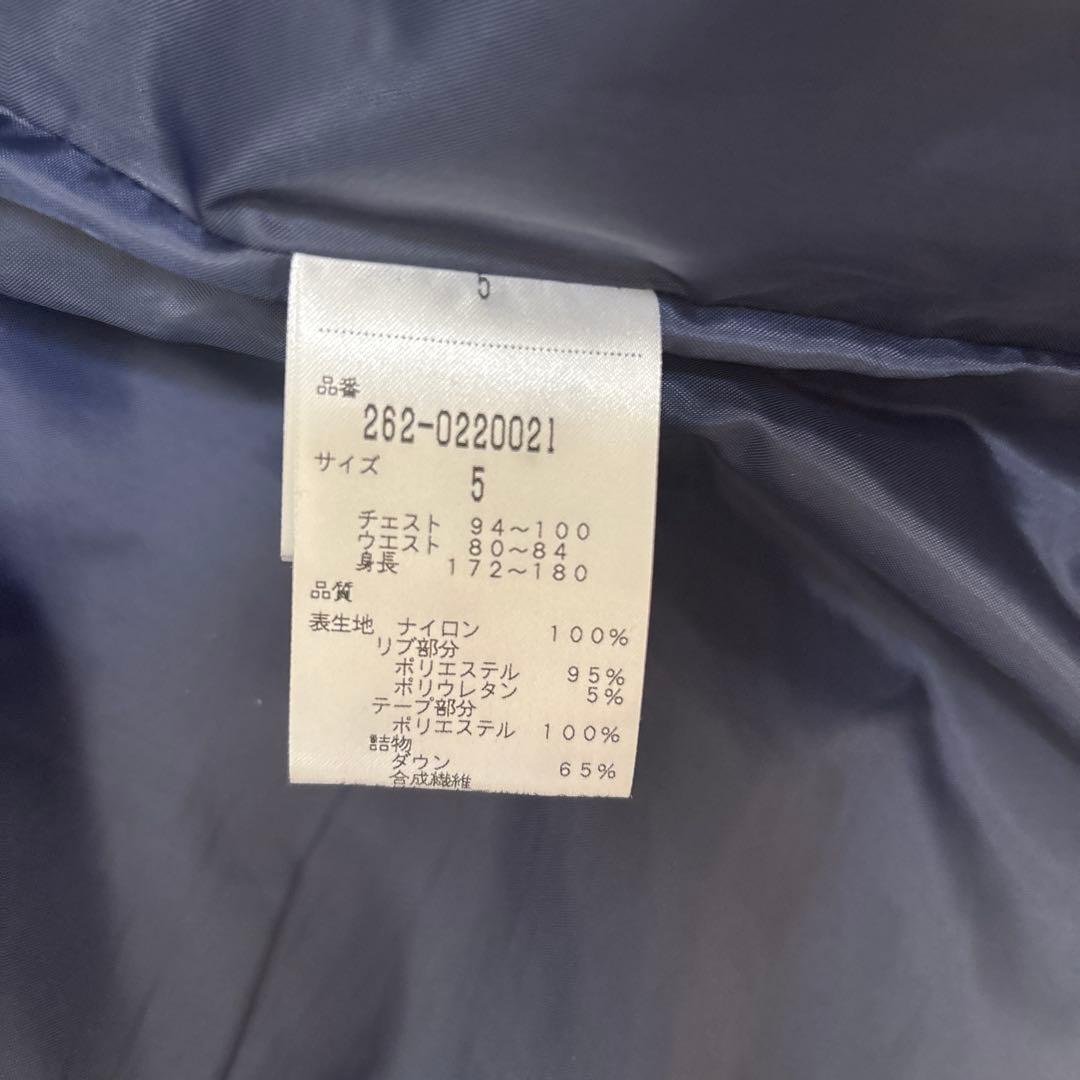 5
品番
262-0220021
サイズ
5
チェスト 94～100
ウエスト 80～84
身長 172～180
品質
表生地 ナイロン 100%
リブ部分
ポリエステル 95%
ポリウレタン 5%
テープ部分
ポリエステル 100%
詰物
ダウン 65%
合成繊維